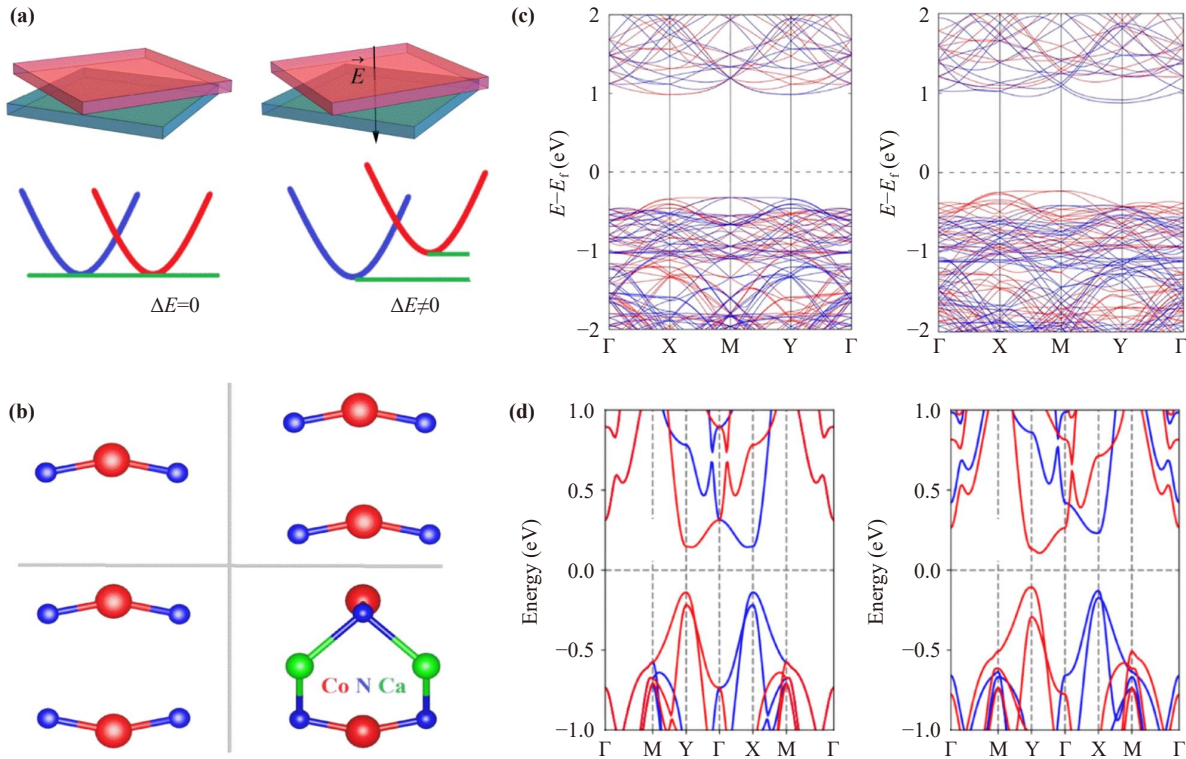 (a)
E
ΔE=0
ΔE≠0
(b)
Co N Ca
(c)
E−Ef (eV)
2
1
0
−1
−2
Γ X M Y Γ
E−Ef (eV)
2
1
0
−1
−2
Γ X M Y Γ
(d)
Energy (eV)
1.0
0.5
0.0
−0.5
−1.0
Γ M Y Γ X M Γ
Energy (eV)
1.0
0.5
0.0
−0.5
−1.0
Γ M Y Γ X M Γ